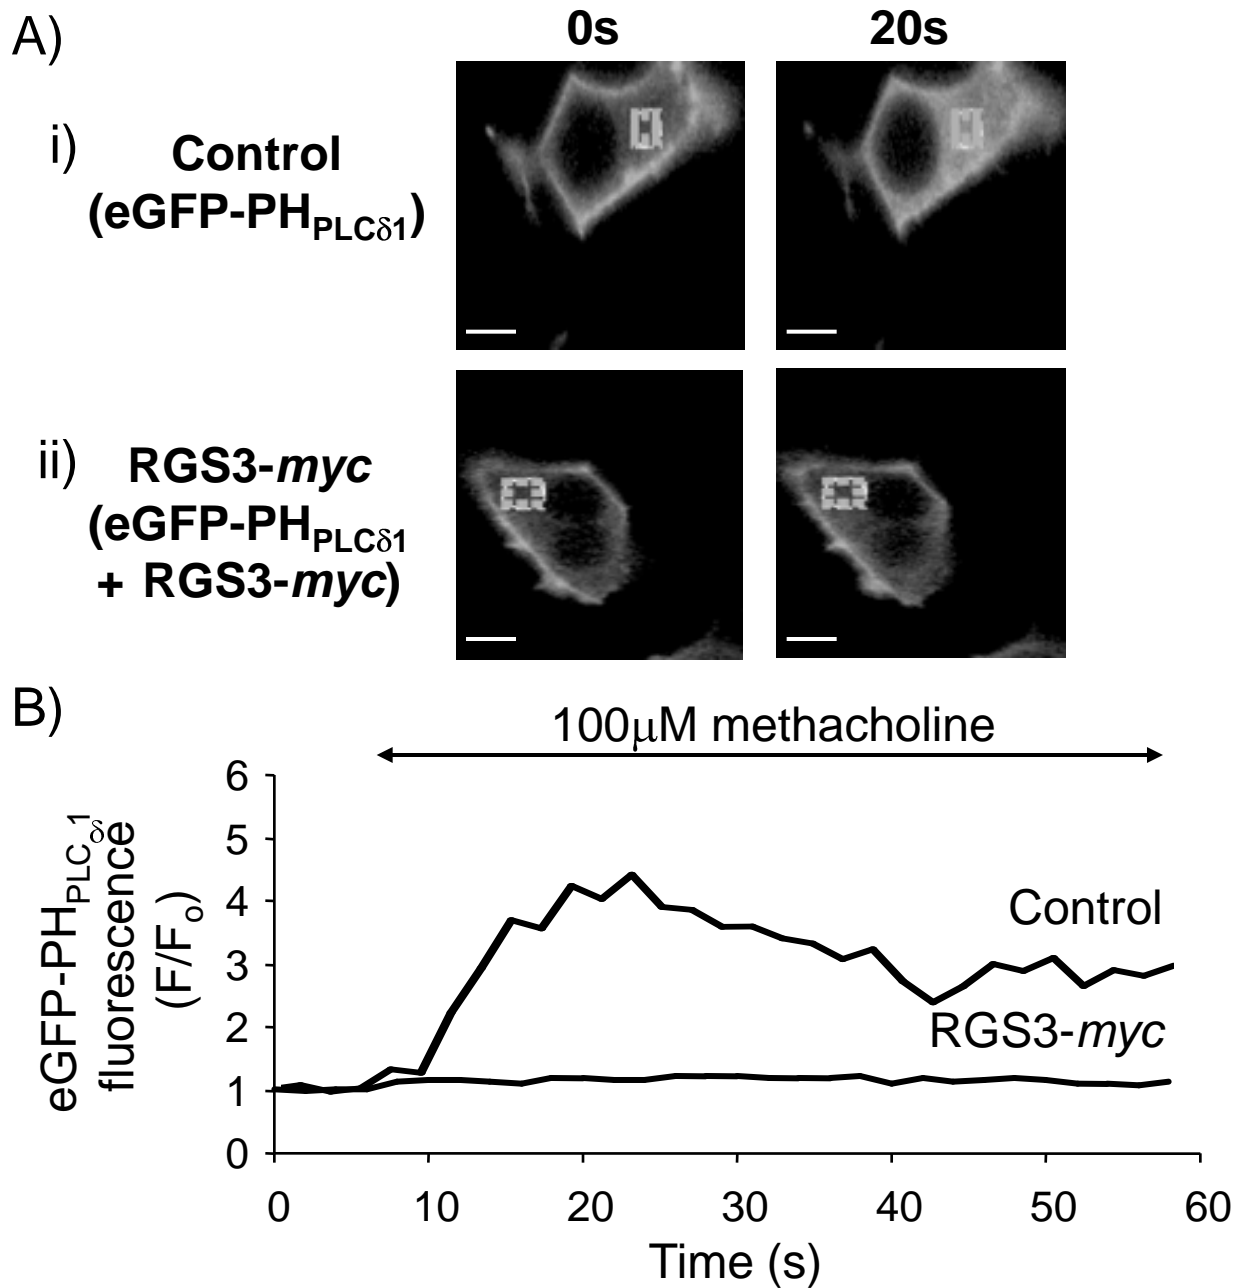 A)
0s 20s
i) Control
(eGFP-PHPLCδ1)
ii) RGS3-myc
(eGFP-PHPLCδ1
+ RGS3-myc)
B)
100μM methacholine
eGFP-PHPLCδ1
fluorescence
(F/Fo)
6
5
4
3
2
1
0
Control
RGS3-myc
0 10 20 30 40 50 60
Time (s)